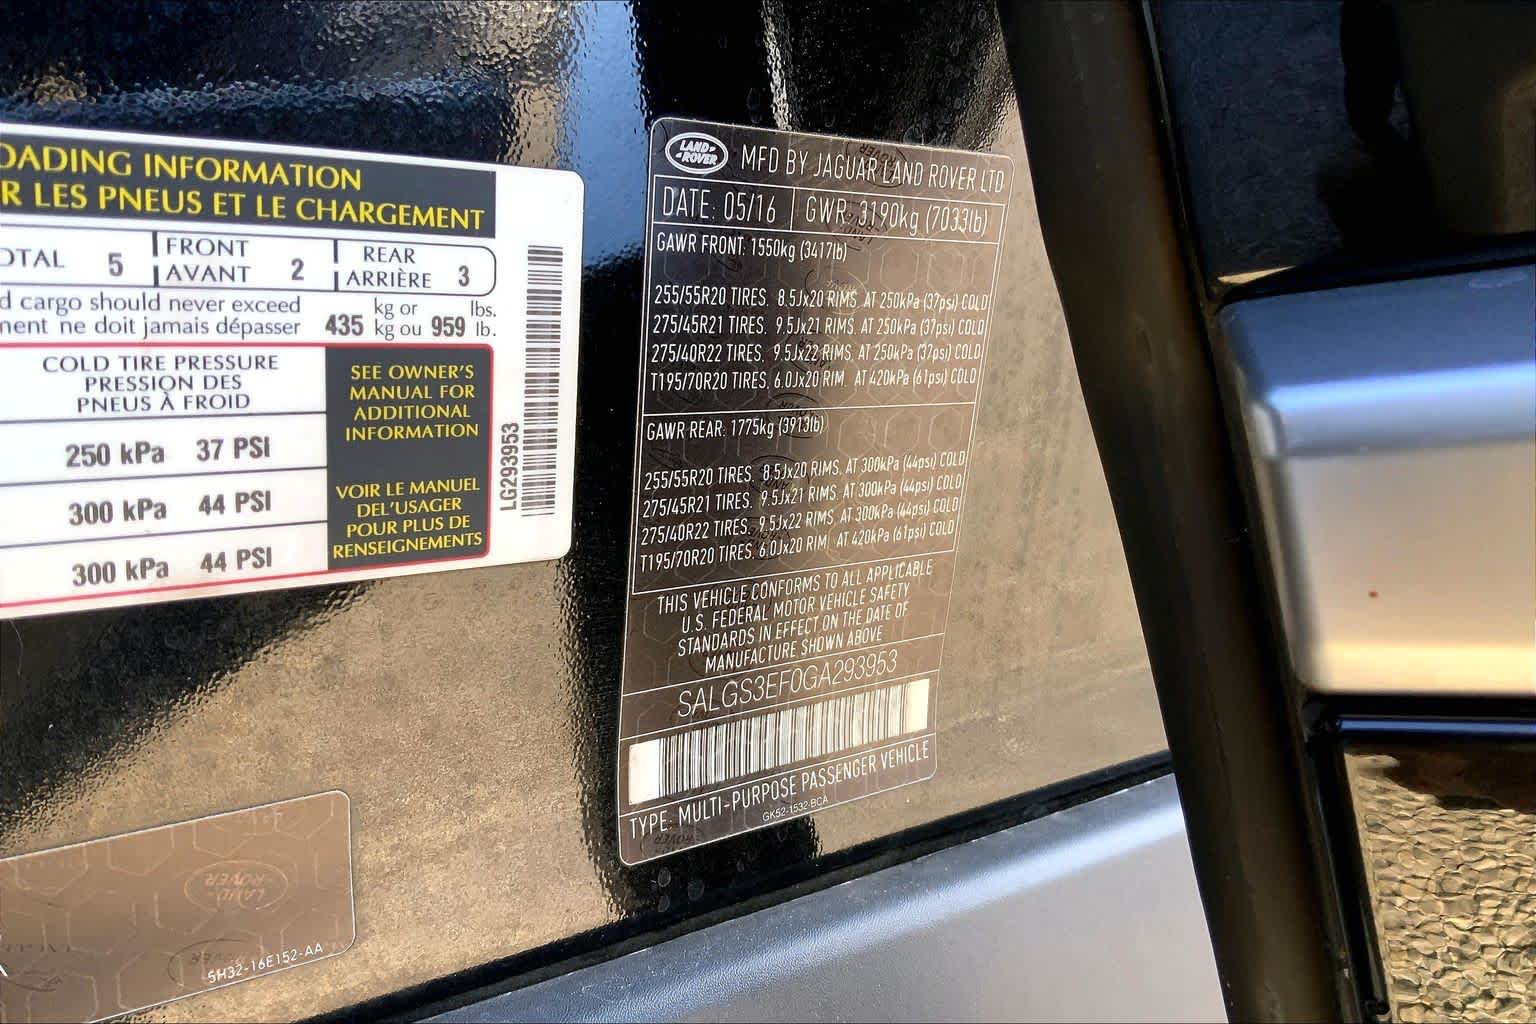 OADING INFORMATION
R LES PNEUS ET LE CHARGEMENT
OTAL 5 FRONT AVANT 2 REAR ARRIÈRE 3
d cargo should never exceed
ment ne doit jamais dépasser 435 kg or kg ou 959 lbs. lb.
COLD TIRE PRESSURE
PRESSION DES
PNEUS À FROID
250 kPa 37 PSI
300 kPa 44 PSI
300 kPa 44 PSI
SEE OWNER'S
MANUAL FOR
ADDITIONAL
INFORMATION
VOIR LE MANUEL
DEL'USAGER
POUR PLUS DE
RENSEIGNEMENTS
LG293953
LAND ROVER
MFD BY JAGUAR LAND ROVER LTD
DATE: 05/16 GWR 3190kg (7033lb)
GAWR FRONT: 1550kg (3417lb)
255/55R20 TIRES. 8.5Jx20 RIMS. AT 250kPa (37psi) COLD
275/45R21 TIRES. 9.5Jx21 RIMS. AT 250kPa (37psi) COLD
275/40R22 TIRES. 9.5Jx22 RIMS. AT 250kPa (37psi) COLD
T195/70R20 TIRES. 6.0Jx20 RIM. AT 420kPa (61psi) COLD
GAWR REAR: 1775kg (3913lb)
255/55R20 TIRES. 8.5Jx20 RIMS. AT 300kPa (44psi) COLD
275/45R21 TIRES. 9.5Jx21 RIMS. AT 300kPa (44psi) COLD
275/40R22 TIRES. 9.5Jx22 RIMS. AT 300kPa (44psi) COLD
T195/70R20 TIRES. 6.0Jx20 RIM. AT 420kPa (61psi) COLD
THIS VEHICLE CONFORMS TO ALL APPLICABLE
U.S. FEDERAL MOTOR VEHICLE SAFETY
STANDARDS IN EFFECT ON THE DATE OF
MANUFACTURE SHOWN ABOVE
SALGS3EF0GA293953
TYPE: MULTI-PURPOSE PASSENGER VEHICLE
GK52-1532-BCA
LAND ROVER
5H32-16E152-AA